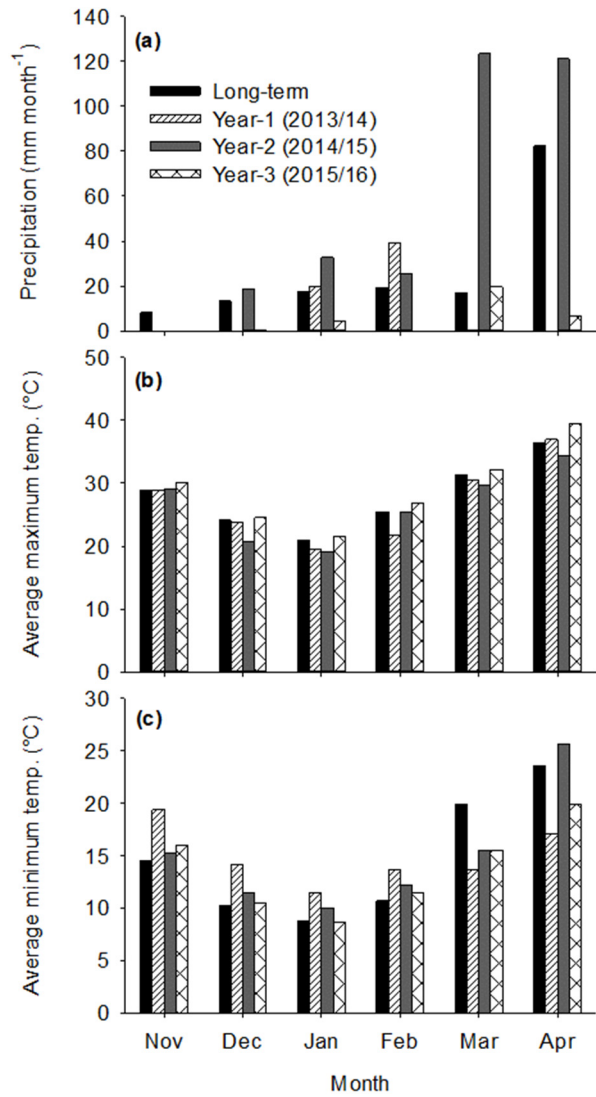 (a)
Precipitation (mm month⁻¹)
140
120
100
80
60
40
20
0
Long-term
Year-1 (2013/14)
Year-2 (2014/15)
Year-3 (2015/16)
(b)
Average maximum temp. (°C)
50
40
30
20
10
0
(c)
Average minimum temp. (°C)
30
25
20
15
10
5
0
Nov Dec Jan Feb Mar Apr
Month